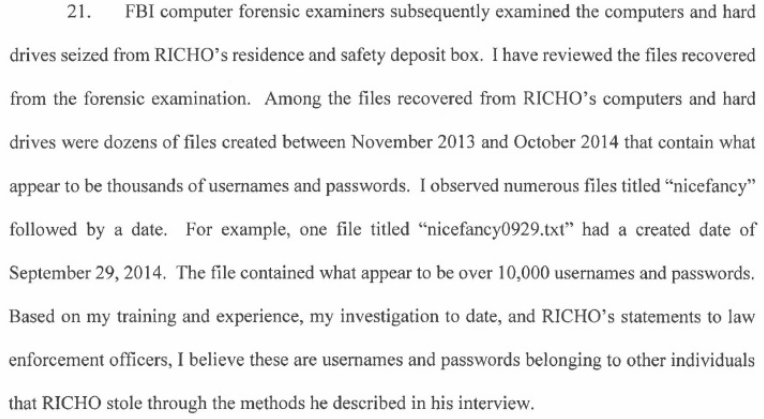 21. FBI computer forensic examiners subsequently examined the computers and hard
drives seized from RICHO's residence and safety deposit box. I have reviewed the files recovered
from the forensic examination. Among the files recovered from RICHO's computers and hard
drives were dozens of files created between November 2013 and October 2014 that contain what
appear to be thousands of usernames and passwords. I observed numerous files titled “nicefancy”
followed by a date. For example, one file titled “nicefancy0929.txt” had a created date of
September 29, 2014. The file contained what appear to be over 10,000 usernames and passwords.
Based on my training and experience, my investigation to date, and RICHO's statements to law
enforcement officers, I believe these are usernames and passwords belonging to other individuals
that RICHO stole through the methods he described in his interview.